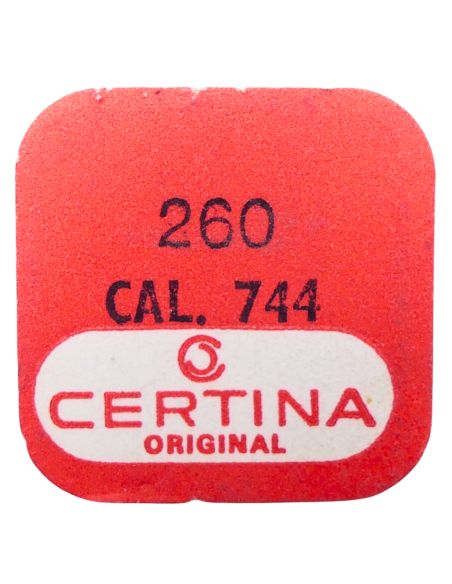 260
CAL. 744
CERTINA
ORIGINAL